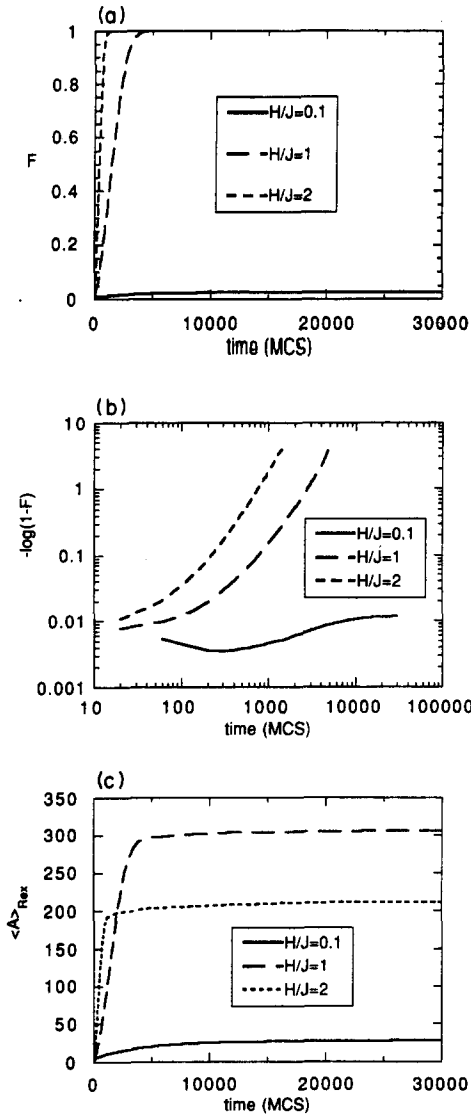 (a)
1
0.8
0.6
0.4
0.2
0
F
H/J=0.1
H/J=1
H/J=2
0 10000 20000 30000
time (MCS)
(b)
10
1
0.1
0.01
0.001
-log(1-F)
H/J=0.1
H/J=1
H/J=2
10 100 1000 10000 100000
time (MCS)
(c)
350
300
250
200
150
100
50
0
<A>Rex
H/J=0.1
H/J=1
H/J=2
0 10000 20000 30000
time (MCS)